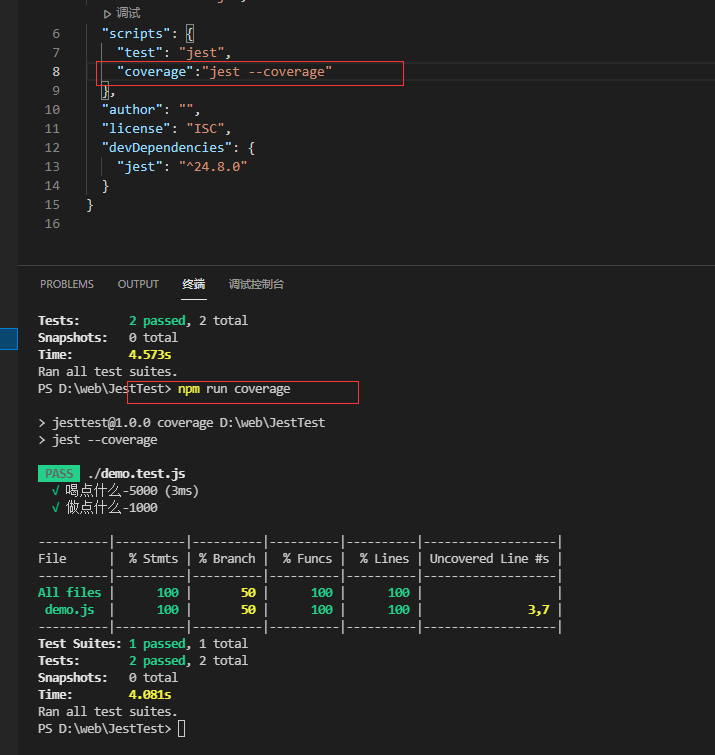 ▷ 调试
6 "scripts": {
7 "test": "jest",
8 "coverage":"jest --coverage"
9 },
10 "author": "",
11 "license": "ISC",
12 "devDependencies": {
13 "jest": "^24.8.0"
14 }
15 }
16
PROBLEMS OUTPUT 终端 调试控制台
Tests: 2 passed, 2 total
Snapshots: 0 total
Time: 4.573s
Ran all test suites.
PS D:\web\JestTest> npm run coverage
> jesttest@1.0.0 coverage D:\web\JestTest
> jest --coverage
PASS ./demo.test.js
√ 喝点什么-5000 (3ms)
√ 做点什么-1000
----------|----------|----------|----------|----------|-------------------|
File | % Stmts | % Branch | % Funcs | % Lines | Uncovered Line #s |
----------|----------|----------|----------|----------|-------------------|
All files | 100 | 50 | 100 | 100 | |
demo.js | 100 | 50 | 100 | 100 | 3,7 |
----------|----------|----------|----------|----------|-------------------|
Test Suites: 1 passed, 1 total
Tests: 2 passed, 2 total
Snapshots: 0 total
Time: 4.081s
Ran all test suites.
PS D:\web\JestTest>